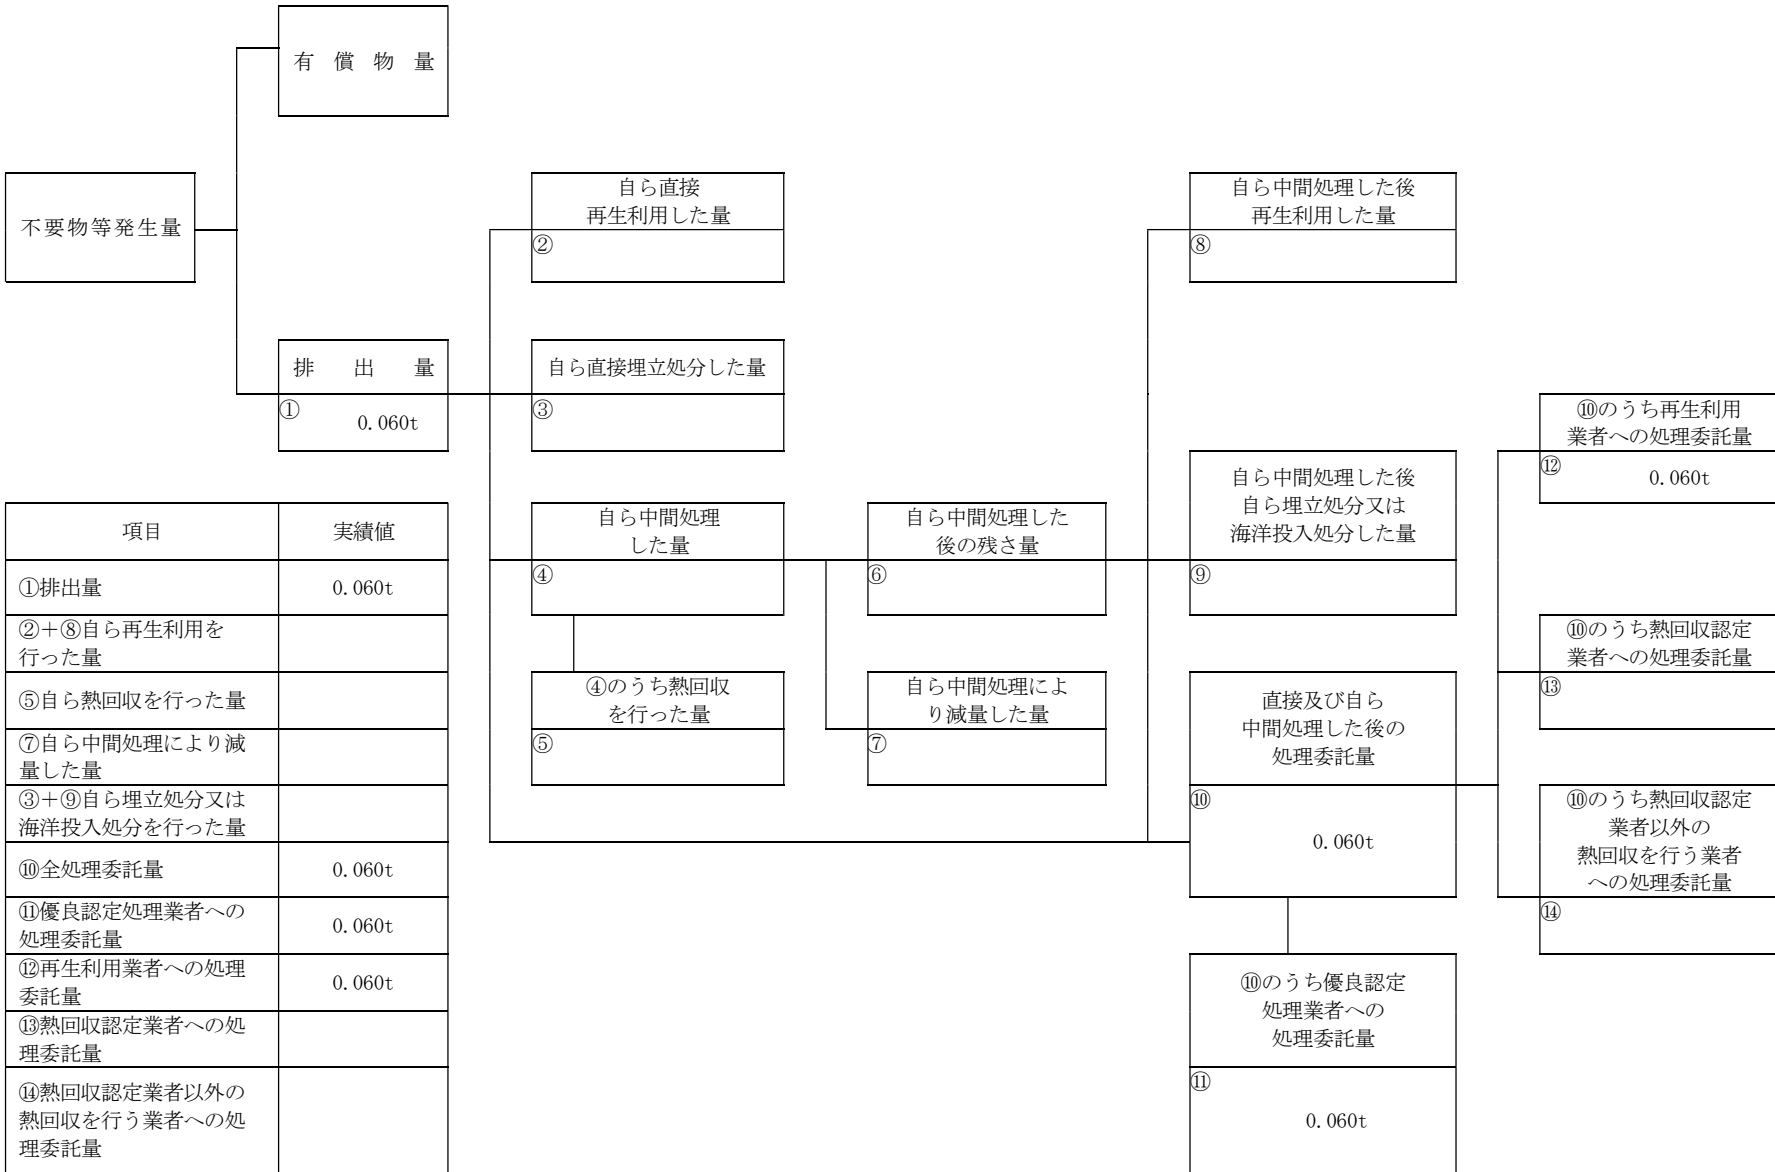 有償物量
不要物等発生量
排出量
①
0.060t
自ら直接
再生利用した量
②
自ら直接埋立処分した量
③
自ら中間処理
した量
④
④のうち熱回収
を行った量
⑤
自ら中間処理した
後の残さ量
⑥
自ら中間処理によ
り減量した量
⑦
自ら中間処理した後
再生利用した量
⑧
自ら中間処理した後
自ら埋立処分又は
海洋投入処分した量
⑨
直接及び自ら
中間処理した後の
処理委託量
⑩
0.060t
⑩のうち優良認定
処理業者への
処理委託量
⑪
0.060t
⑩のうち再生利用
業者への処理委託量
⑫
0.060t
⑩のうち熱回収認定
業者への処理委託量
⑬
⑩のうち熱回収認定
業者以外の
熱回収を行う業者
への処理委託量
⑭
項目 実績値
①排出量 0.060t
②+⑧自ら再生利用を
行った量
⑤自ら熱回収を行った量
⑦自ら中間処理により減
量した量
③+⑨自ら埋立処分又は
海洋投入処分を行った量
⑩全処理委託量 0.060t
⑪優良認定処理業者への
処理委託量 0.060t
⑫再生利用業者への処理
委託量 0.060t
⑬熱回収認定業者への処
理委託量
⑭熱回収認定業者以外の
熱回収を行う業者への処
理委託量